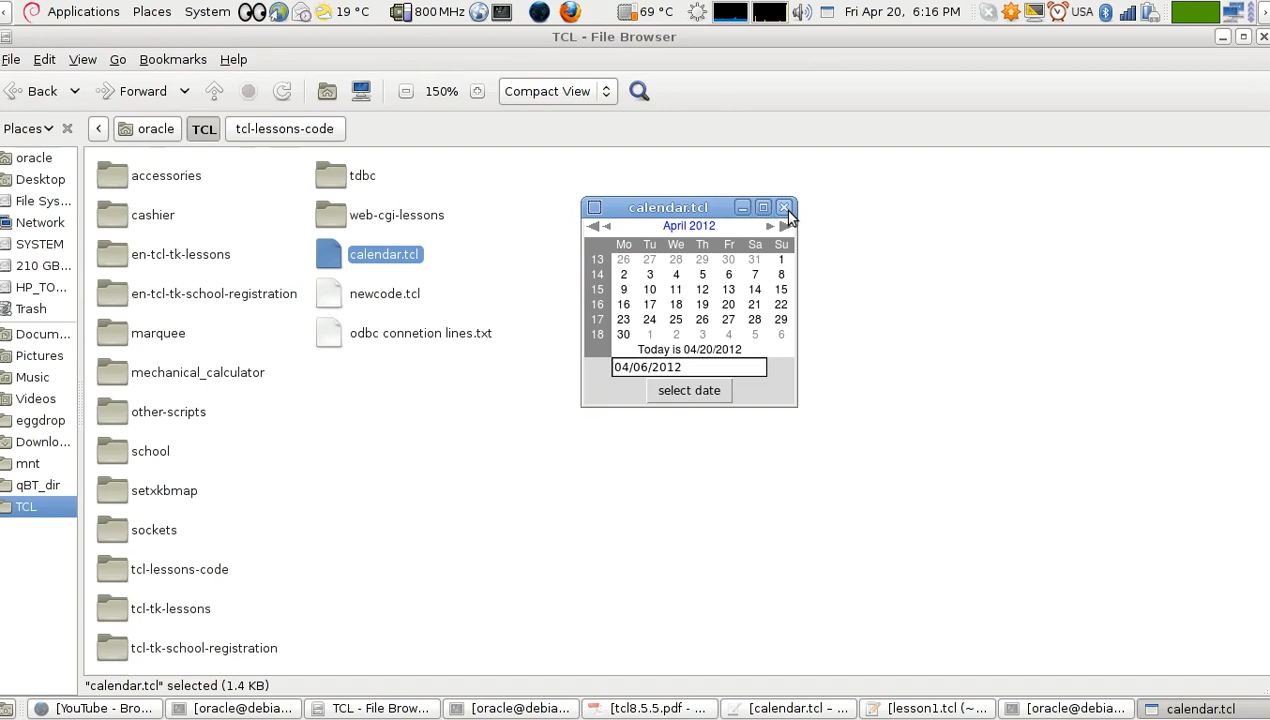 Applications Places System 19 °C 800 MHz 69 °C Fri Apr 20, 6:16 PM USA
TCL - File Browser
File Edit View Go Bookmarks Help
Back Forward 150% Compact View
Places oracle TCL tcl-lessons-code
oracle
Desktop
File Sys...
Network
SYSTEM
210 GB...
HP_TO...
Trash
Docum...
Pictures
Music
Videos
eggdrop
Downlo...
mnt
qBT_dir
TCL
accessories
cashier
en-tcl-tk-lessons
en-tcl-tk-school-registration
marquee
mechanical_calculator
other-scripts
school
setxkbmap
sockets
tcl-lessons-code
tcl-tk-lessons
tcl-tk-school-registration
tdbc
web-cgi-lessons
calendar.tcl
newcode.tcl
odbc connetion lines.txt
calendar.tcl
April 2012
Mo Tu We Th Fr Sa Su
13 26 27 28 29 30 31 1
14 2 3 4 5 6 7 8
15 9 10 11 12 13 14 15
16 16 17 18 19 20 21 22
17 23 24 25 26 27 28 29
18 30 1 2 3 4 5 6
Today is 04/20/2012
04/06/2012
select date
"calendar.tcl" selected (1.4 KB)
[YouTube - Bro... [oracle@debia... TCL - File Brow... [oracle@debia... [tcl8.5.5.pdf - ... [calendar.tcl – ... [lesson1.tcl (~... [oracle@debia... calendar.tcl